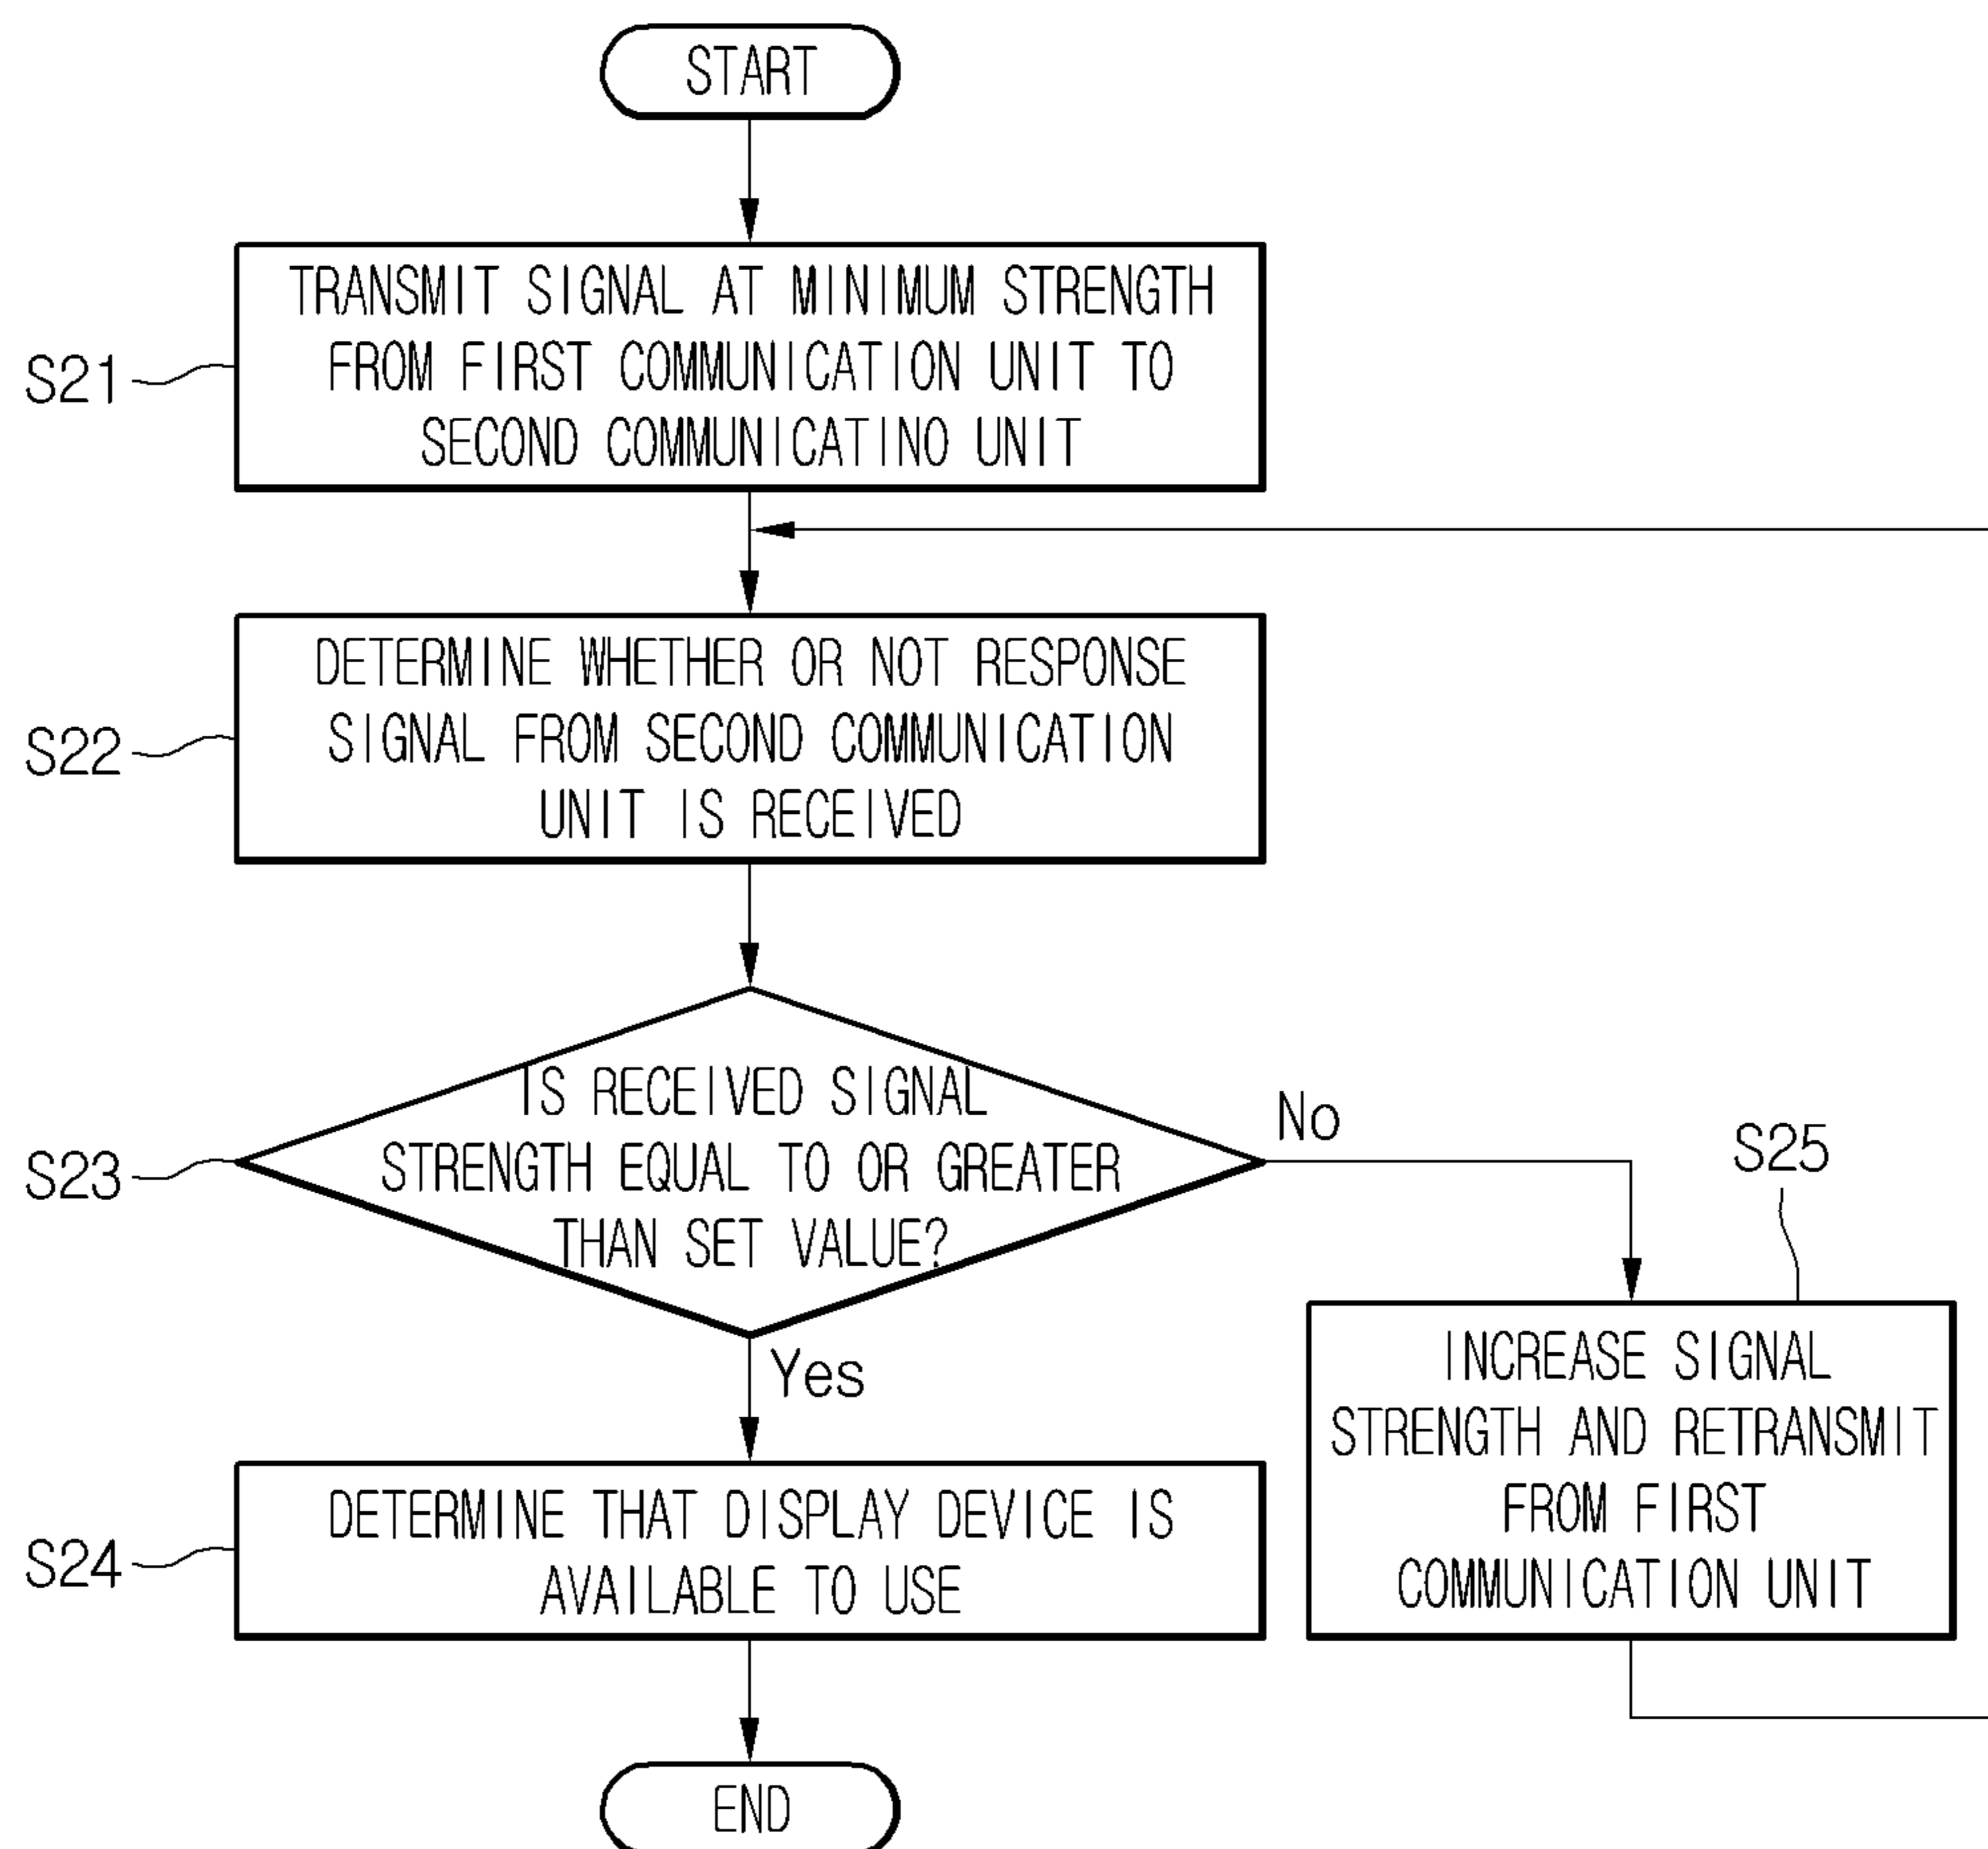 START
TRANSMIT SIGNAL AT MINIMUM STRENGTH
FROM FIRST COMMUNICATION UNIT TO
SECOND COMMUNICATINO UNIT
S21
DETERMINE WHETHER OR NOT RESPONSE
SIGNAL FROM SECOND COMMUNICATION
UNIT IS RECEIVED
S22
IS RECEIVED SIGNAL
STRENGTH EQUAL TO OR GREATER
THAN SET VALUE?
S23
No
S25
Yes
INCREASE SIGNAL
STRENGTH AND RETRANSMIT
FROM FIRST
COMMUNICATION UNIT
DETERMINE THAT DISPLAY DEVICE IS
AVAILABLE TO USE
S24
END